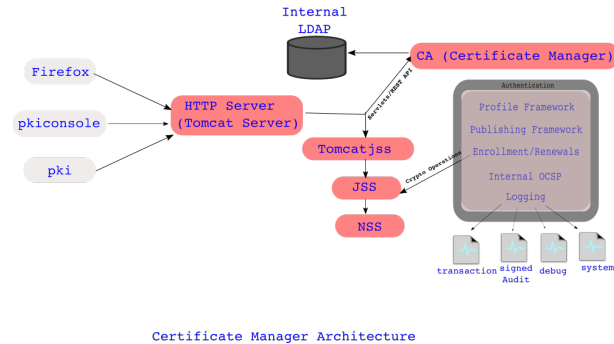 Internal
LDAP
CA (Certificate Manager)
Firefox
pkiconsole
pki
HTTP Server
(Tomcat Server)
Servlets/REST API
Tomcatjss
JSS
NSS
Crypto Operations
Authentication
Profile Framework
Publishing Framework
Enrollment/Renewals
Internal OCSP
Logging
transaction
signed
Audit
debug
system
Certificate Manager Architecture